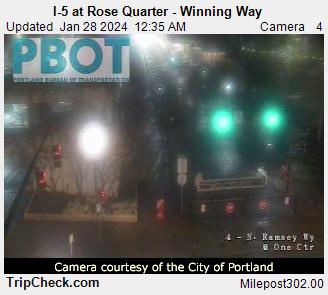 I-5 at Rose Quarter - Winning Way
Updated Jan 28 2024 12:35 AM Camera 4
PBOT
PORTLAND BUREAU OF TRANSPORTATION
4 - N. Ramsey Wy
@ One Ctr
Camera courtesy of the City of Portland
TripCheck.com Milepost302.00